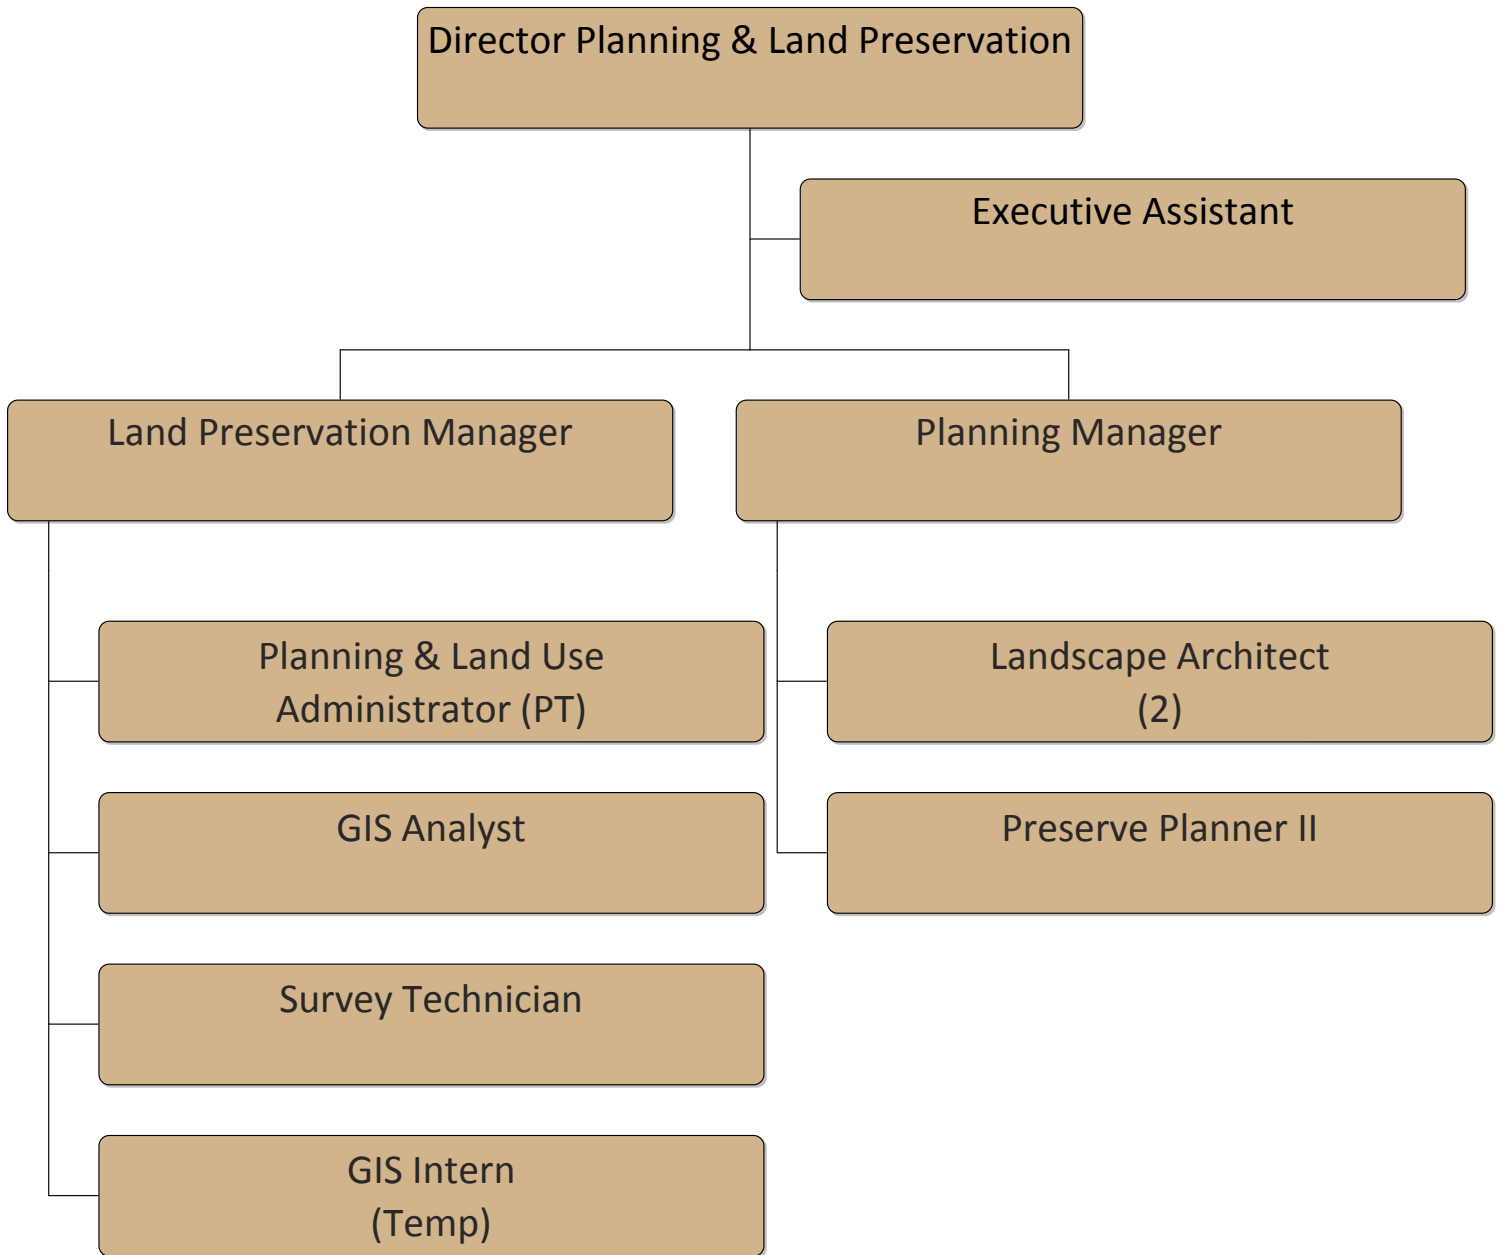 Director Planning & Land Preservation
Executive Assistant
Land Preservation Manager
Planning Manager
Planning & Land Use
Administrator (PT)
GIS Analyst
Survey Technician
GIS Intern
(Temp)
Landscape Architect
(2)
Preserve Planner II